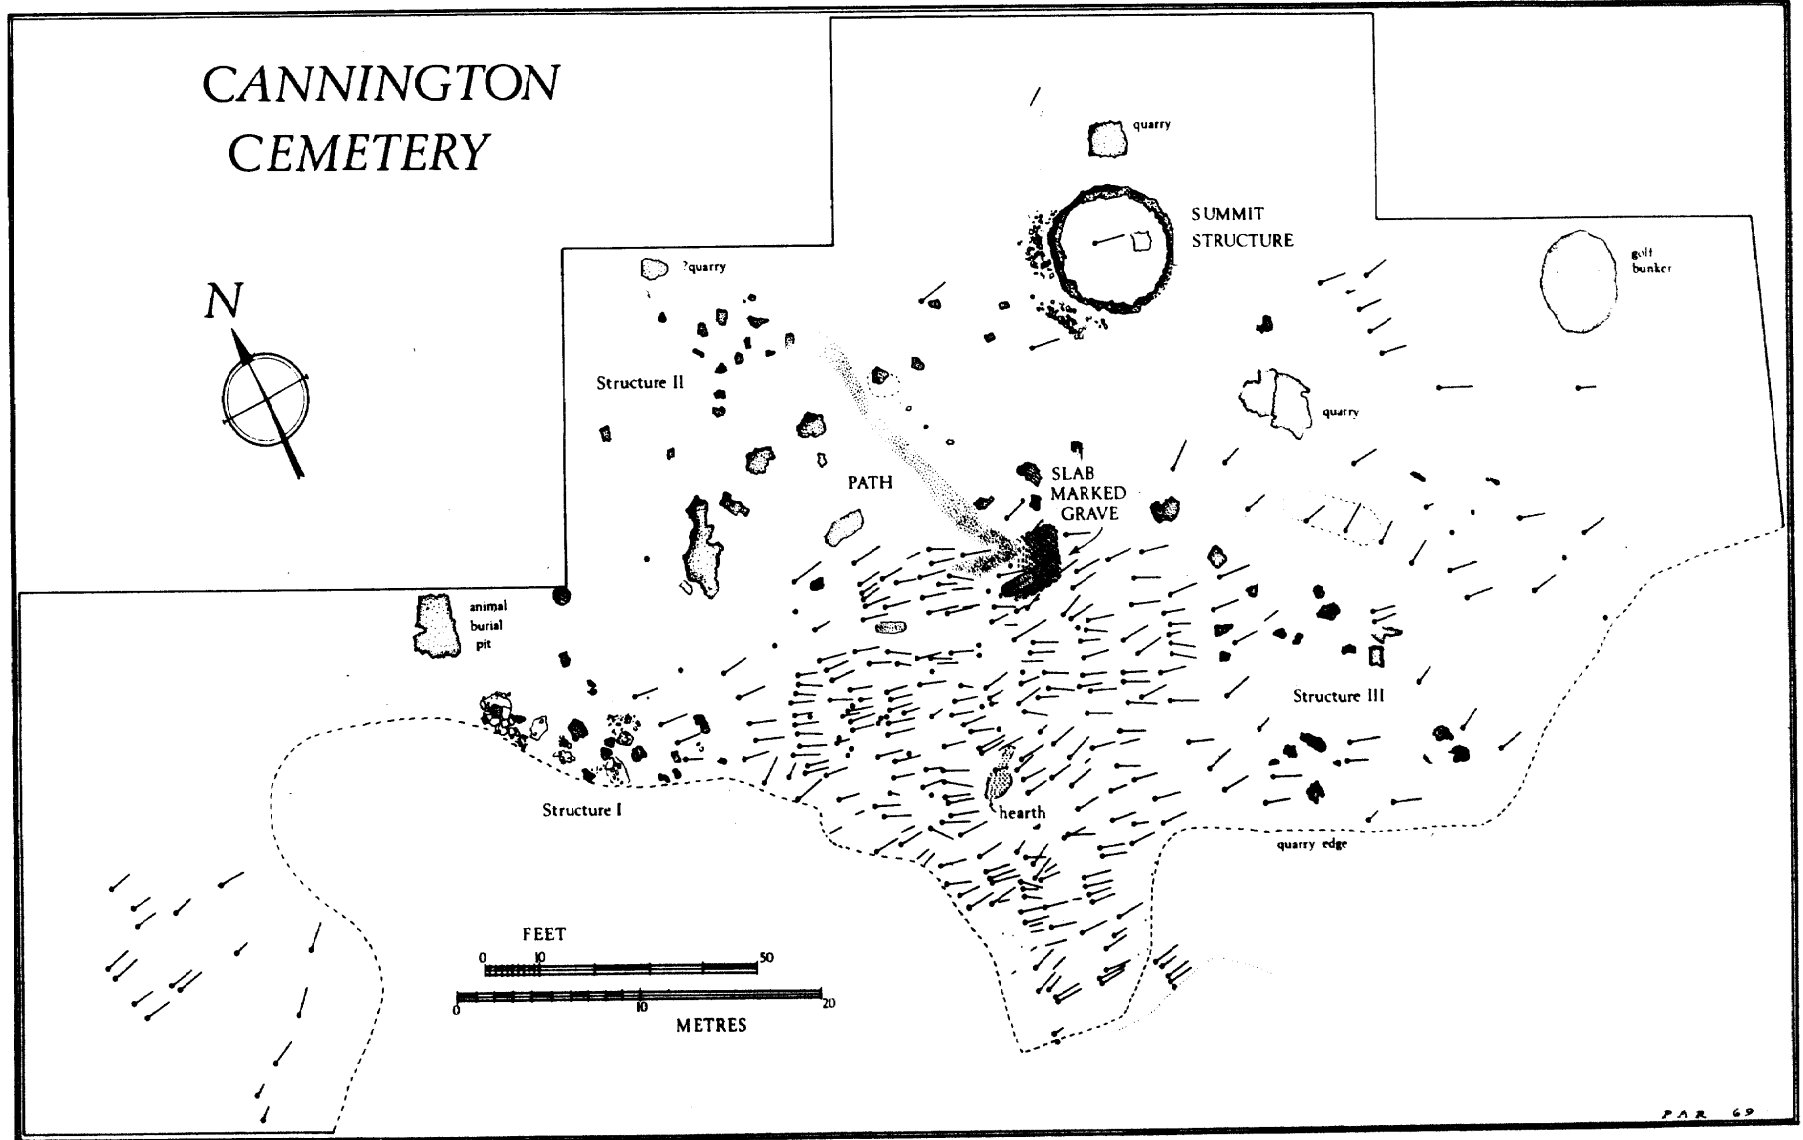 CANNINGTON
CEMETERY
N
quarry
SUMMIT
STRUCTURE
golf
bunker
?quarry
Structure II
quarry
PATH
SLAB
MARKED
GRAVE
animal
burial
pit
Structure III
Structure I
hearth
quarry edge
FEET
0 10 50
0 10 20
METRES
PAR 69